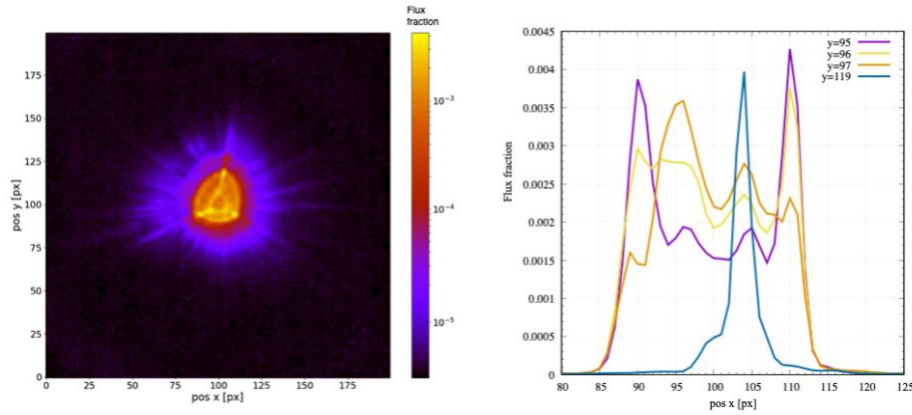 Flux
fraction
175
150
125
100
75
50
25
0
0 25 50 75 100 125 150 175
pos x [px]
pos y [px]
10⁻³
10⁻⁴
10⁻⁵
0.0045
0.004
0.0035
0.003
0.0025
0.002
0.0015
0.001
0.0005
0
80 85 90 95 100 105 110 115 120 125
pos x [px]
Flux fraction
y=95
y=96
y=97
y=119